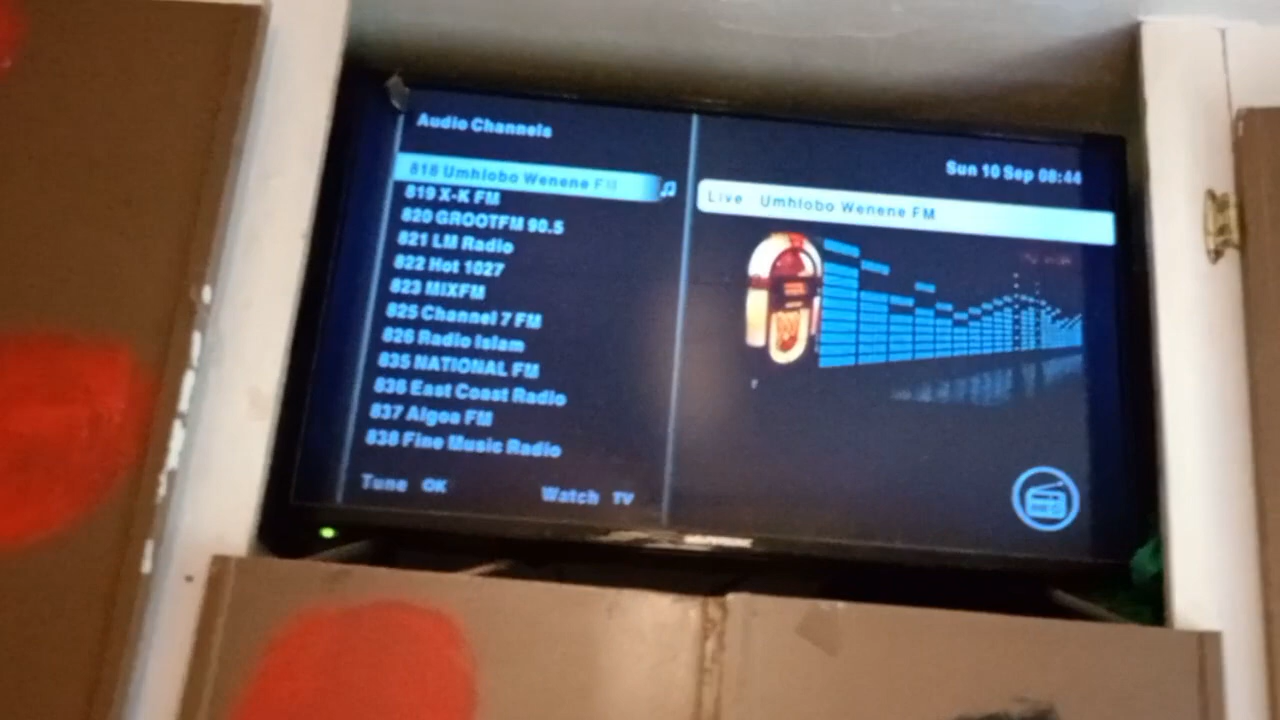 Audio Channels
Sun 10 Sep 08:44
818 Umhlobo Wenene FM
819 X-K FM
820 GROOTFM 90.5
821 LM Radio
822 Hot 1027
823 MIXFM
825 Channel 7 FM
826 Radio Islam
835 NATIONAL FM
836 East Coast Radio
837 Algoa FM
838 Fine Music Radio
Tune OK
Watch TV
Live Umhlobo Wenene FM